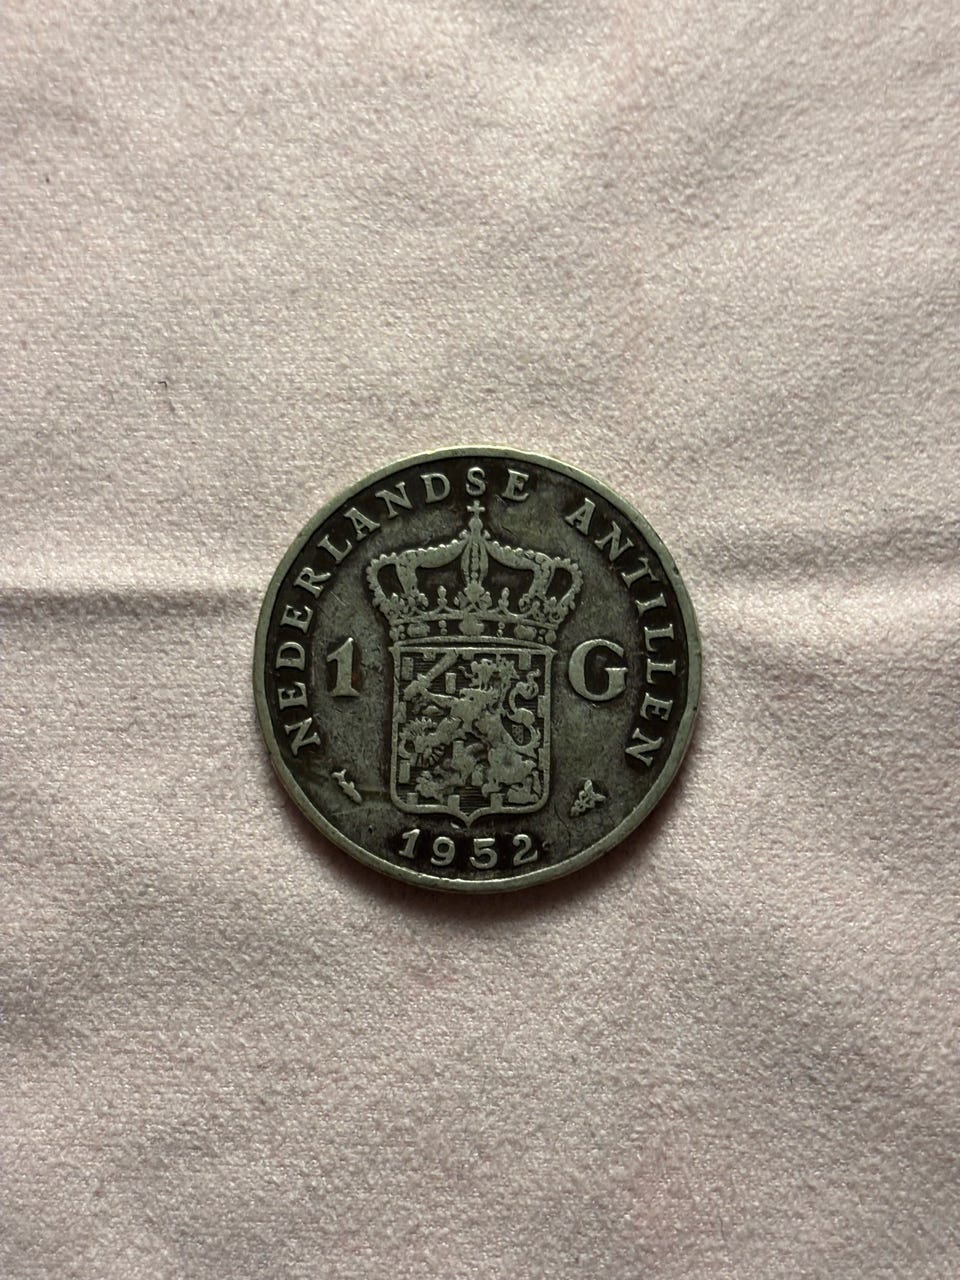 NEDERLANDSE ANTILLEN
1 G
1952